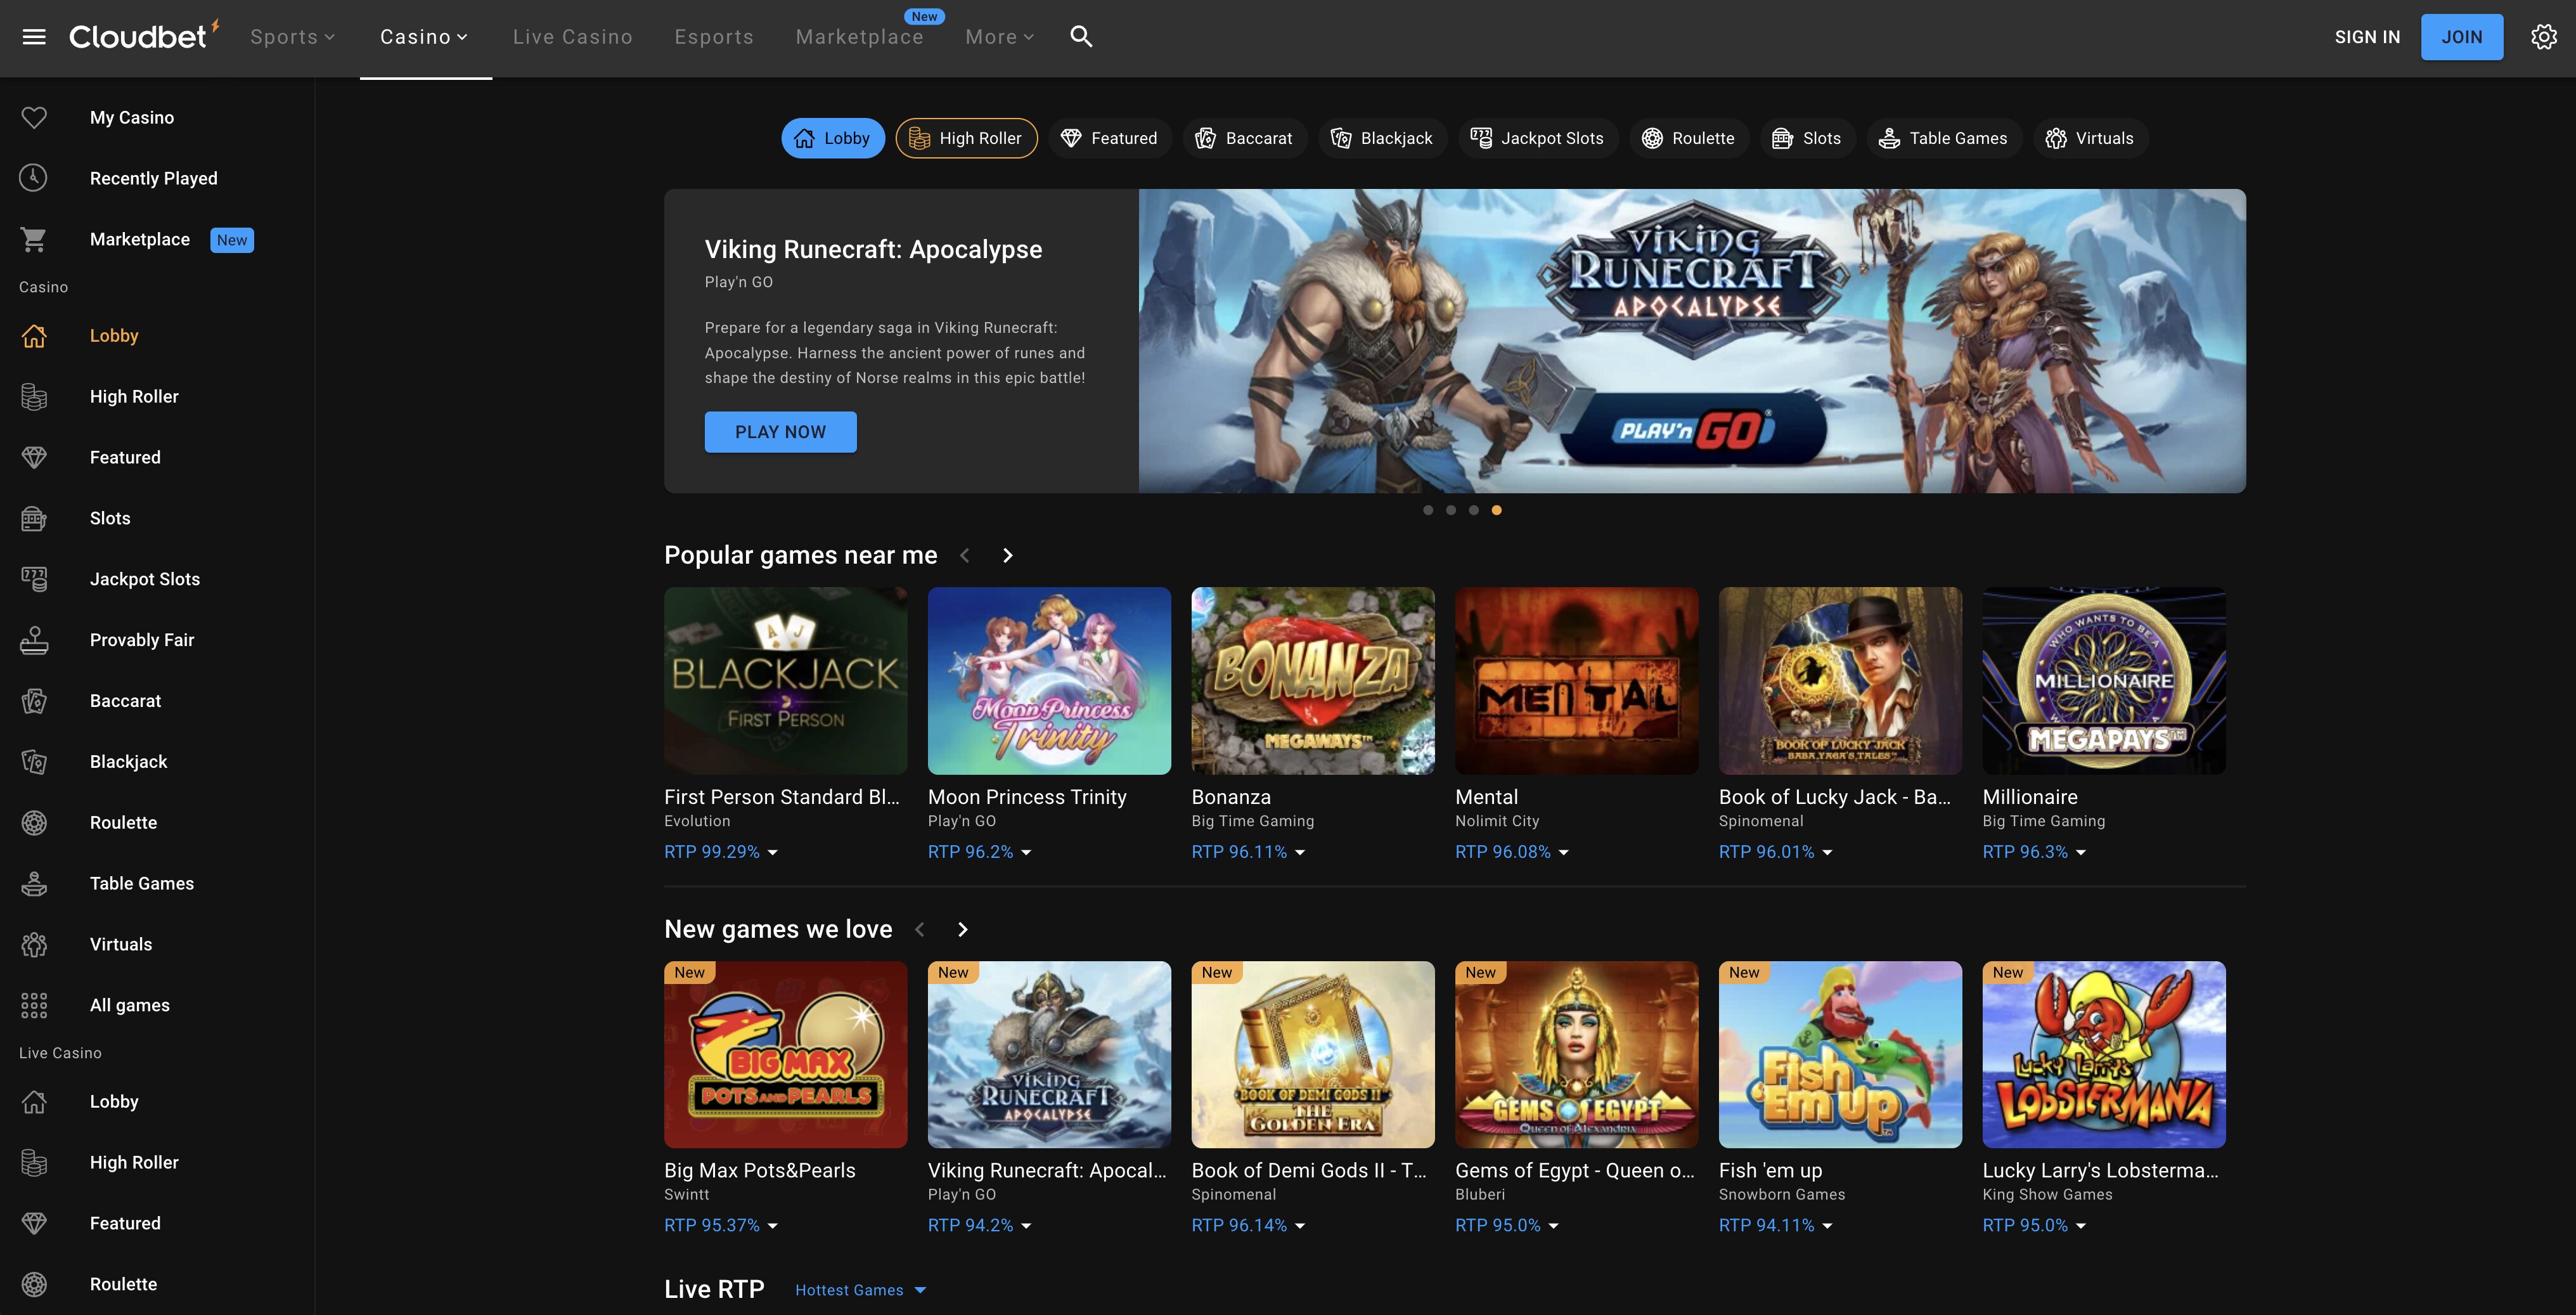 Cloudbet
Sports
Casino
Live Casino
Esports
Marketplace
New
More
SIGN IN
JOIN
My Casino
Recently Played
Marketplace New
Casino
Lobby
High Roller
Featured
Slots
Jackpot Slots
Provably Fair
Baccarat
Blackjack
Roulette
Table Games
Virtuals
All games
Live Casino
Lobby
High Roller
Featured
Roulette
Lobby
High Roller
Featured
Baccarat
Blackjack
Jackpot Slots
Roulette
Slots
Table Games
Virtuals
Viking Runecraft: Apocalypse
Play'n GO
Prepare for a legendary saga in Viking Runecraft:
Apocalypse. Harness the ancient power of runes and
shape the destiny of Norse realms in this epic battle!
PLAY NOW
VIKING
RUNECRAFT
APOCALYPSE
PLAY'n GO
Popular games near me
A J
BLACKJACK
FIRST PERSON
First Person Standard Bl...
Evolution
RTP 99.29%
Moon Princess
Trinity
Moon Princess Trinity
Play'n GO
RTP 96.2%
BONANZA
MEGAWAYS™
Bonanza
Big Time Gaming
RTP 96.11%
MENTAL
Mental
Nolimit City
RTP 96.08%
BOOK OF LUCKY JACK
BABA YAGA'S TALES
Book of Lucky Jack - Ba...
Spinomenal
RTP 96.01%
WHO WANTS TO BE A
MILLIONAIRE
MEGAPAYS™
Millionaire
Big Time Gaming
RTP 96.3%
New games we love
New
BIG MAX
POTS AND PEARLS
Big Max Pots&Pearls
Swintt
RTP 95.37%
New
VIKING
RUNECRAFT
APOCALYPSE
Viking Runecraft: Apocal...
Play'n GO
RTP 94.2%
New
BOOK OF DEMI GODS II
THE
GOLDEN ERA
Book of Demi Gods II - T...
Spinomenal
RTP 96.14%
New
GEMS OF EGYPT
QUEEN OF ALEXANDRIA
Gems of Egypt - Queen o...
Bluberi
RTP 95.0%
New
Fish
'Em Up
Fish 'em up
Snowborn Games
RTP 94.11%
New
Lucky Larry's
LOBSTERMANIA
Lucky Larry's Lobsterma...
King Show Games
RTP 95.0%
Live RTP
Hottest Games